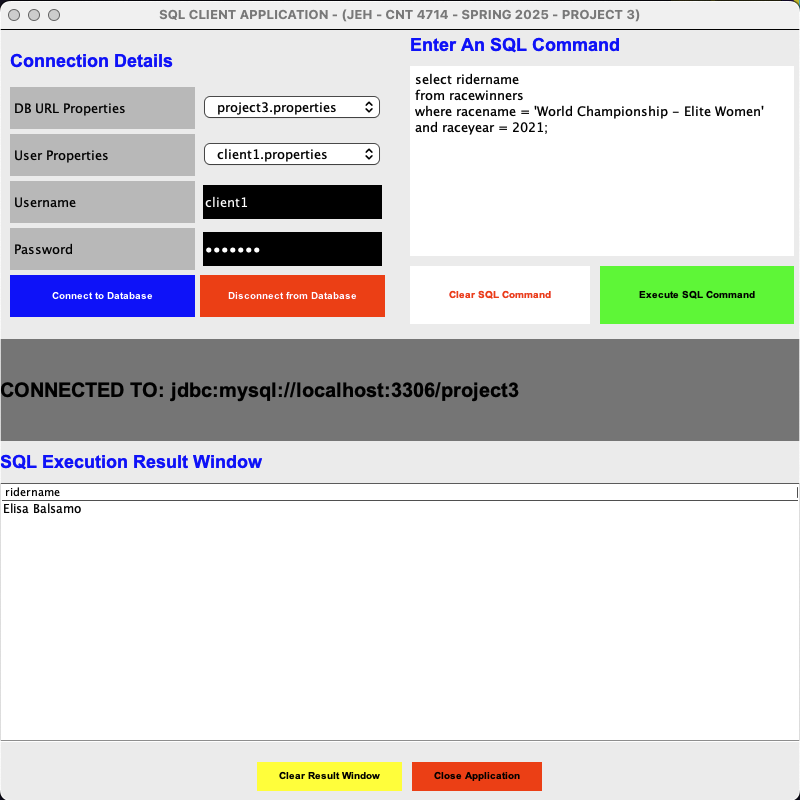 SQL CLIENT APPLICATION - (JEH - CNT 4714 - SPRING 2025 - PROJECT 3)
Connection Details
DB URL Properties
project3.properties
User Properties
client1.properties
Username
client1
Password
•••••••
Connect to Database
Disconnect from Database
Enter An SQL Command
select ridername
from racewinners
where racename = 'World Championship - Elite Women'
and raceyear = 2021;
Clear SQL Command
Execute SQL Command
CONNECTED TO: jdbc:mysql://localhost:3306/project3
SQL Execution Result Window
ridername
Elisa Balsamo
Clear Result Window
Close Application